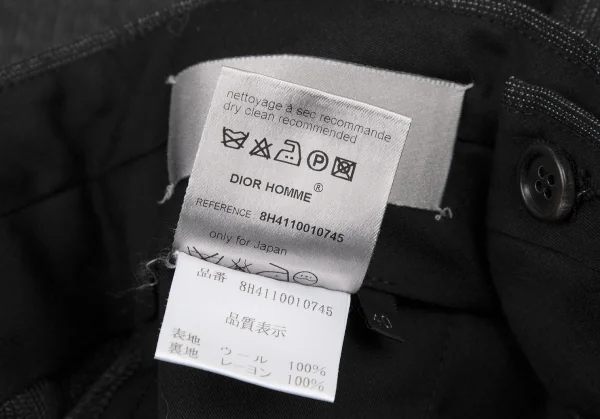 nettoyage à sec recommande
dry clean recommended
DIOR HOMME ®
REFERENCE 8H4110010745
only for Japan
品番 8H4110010745
品質表示
表地 ウール 100%
裏地 レーヨン 100%